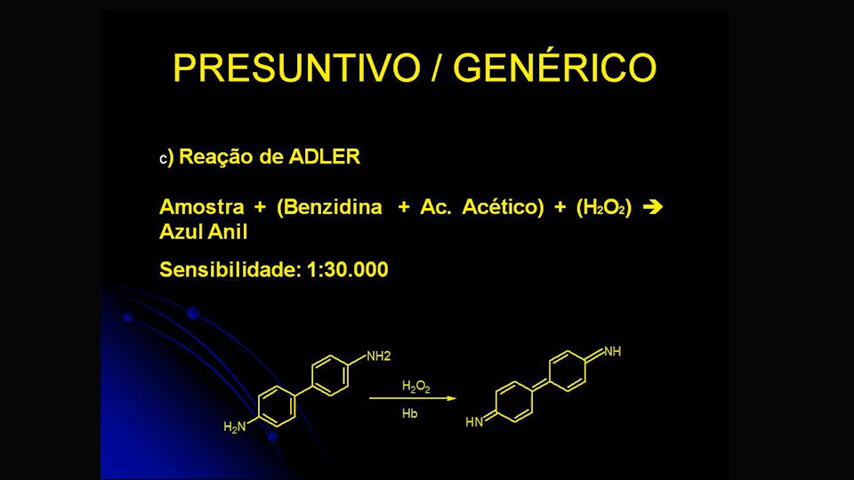 PRESUNTIVO / GENÉRICO
c) Reação de ADLER
Amostra + (Benzidina + Ac. Acético) + (H₂O₂) ➔
Azul Anil
Sensibilidade: 1:30.000
NH2
H₂N
H₂O₂
Hb
NH
HN